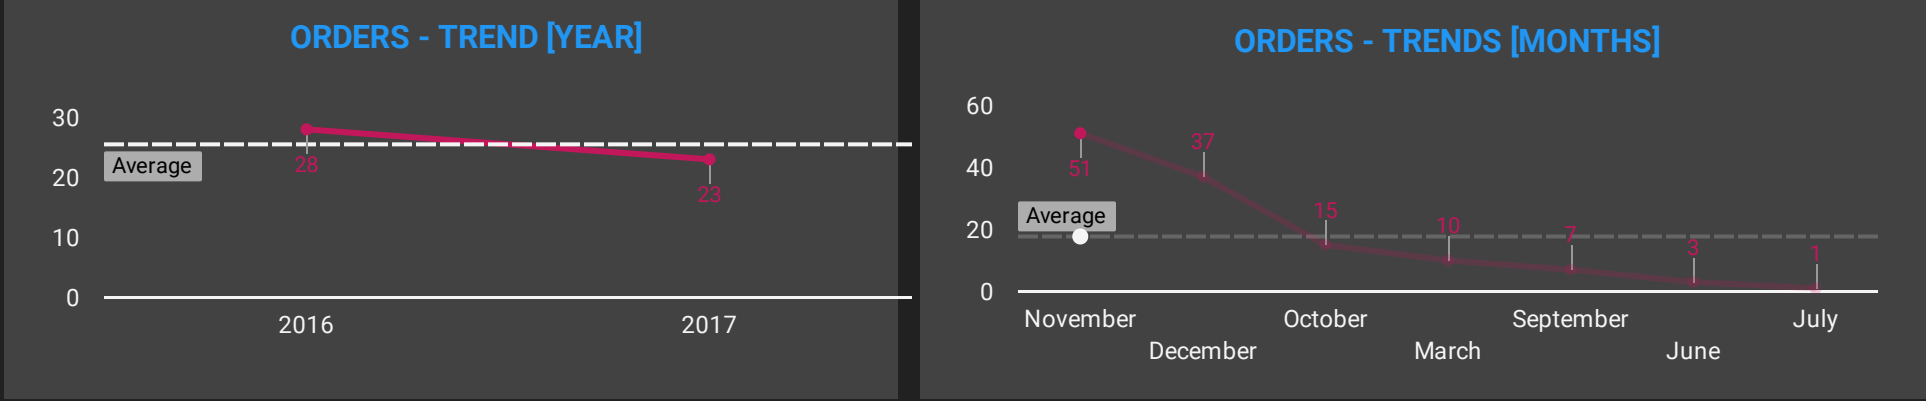 ORDERS - TREND [YEAR]
30
20
10
0
Average
28
23
2016
2017
ORDERS - TRENDS [MONTHS]
60
40
20
0
Average
51
37
15
10
7
3
1
November
December
October
March
September
June
July